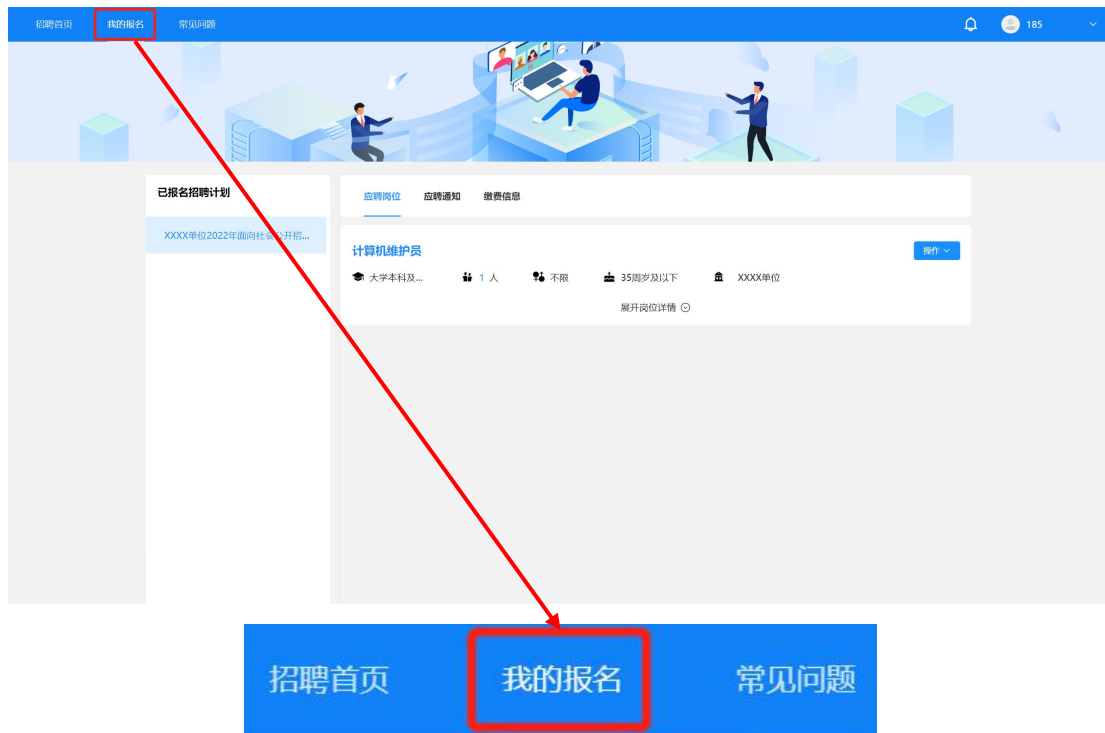 招聘首页 我的报名 常见问题 185
已报名招聘计划
应聘岗位 应聘通知 缴费信息
XXXX单位2022年面向社会公开招...
计算机维护员 操作
大学本科及... 1 人 不限 35周岁及以下 XXXX单位
展开岗位详情
招聘首页 我的报名 常见问题